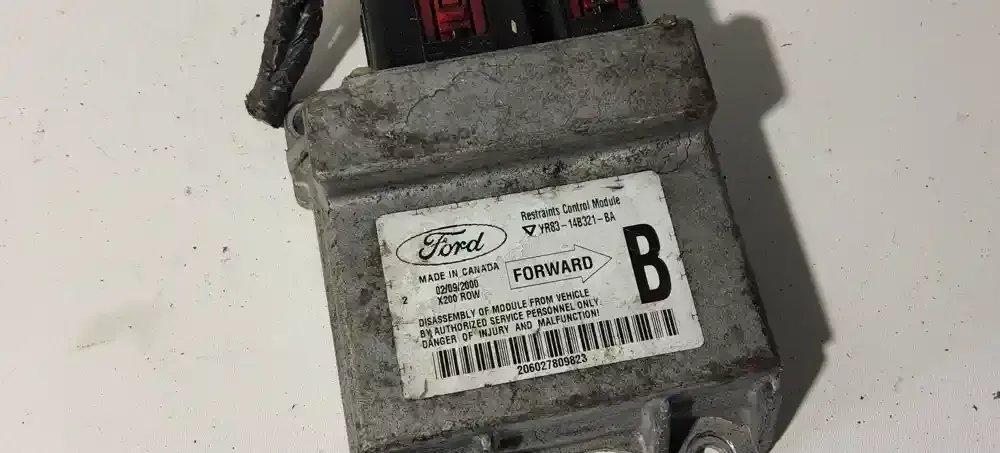 Restraints Control Module
YR83-14B321-BA
Ford
MADE IN CANADA
02/09/2000
2 X200 ROW
FORWARD
B
DISASSEMBLY OF MODULE FROM VEHICLE
BY AUTHORIZED SERVICE PERSONNEL ONLY.
DANGER OF INJURY AND MALFUNCTION!
206027809823